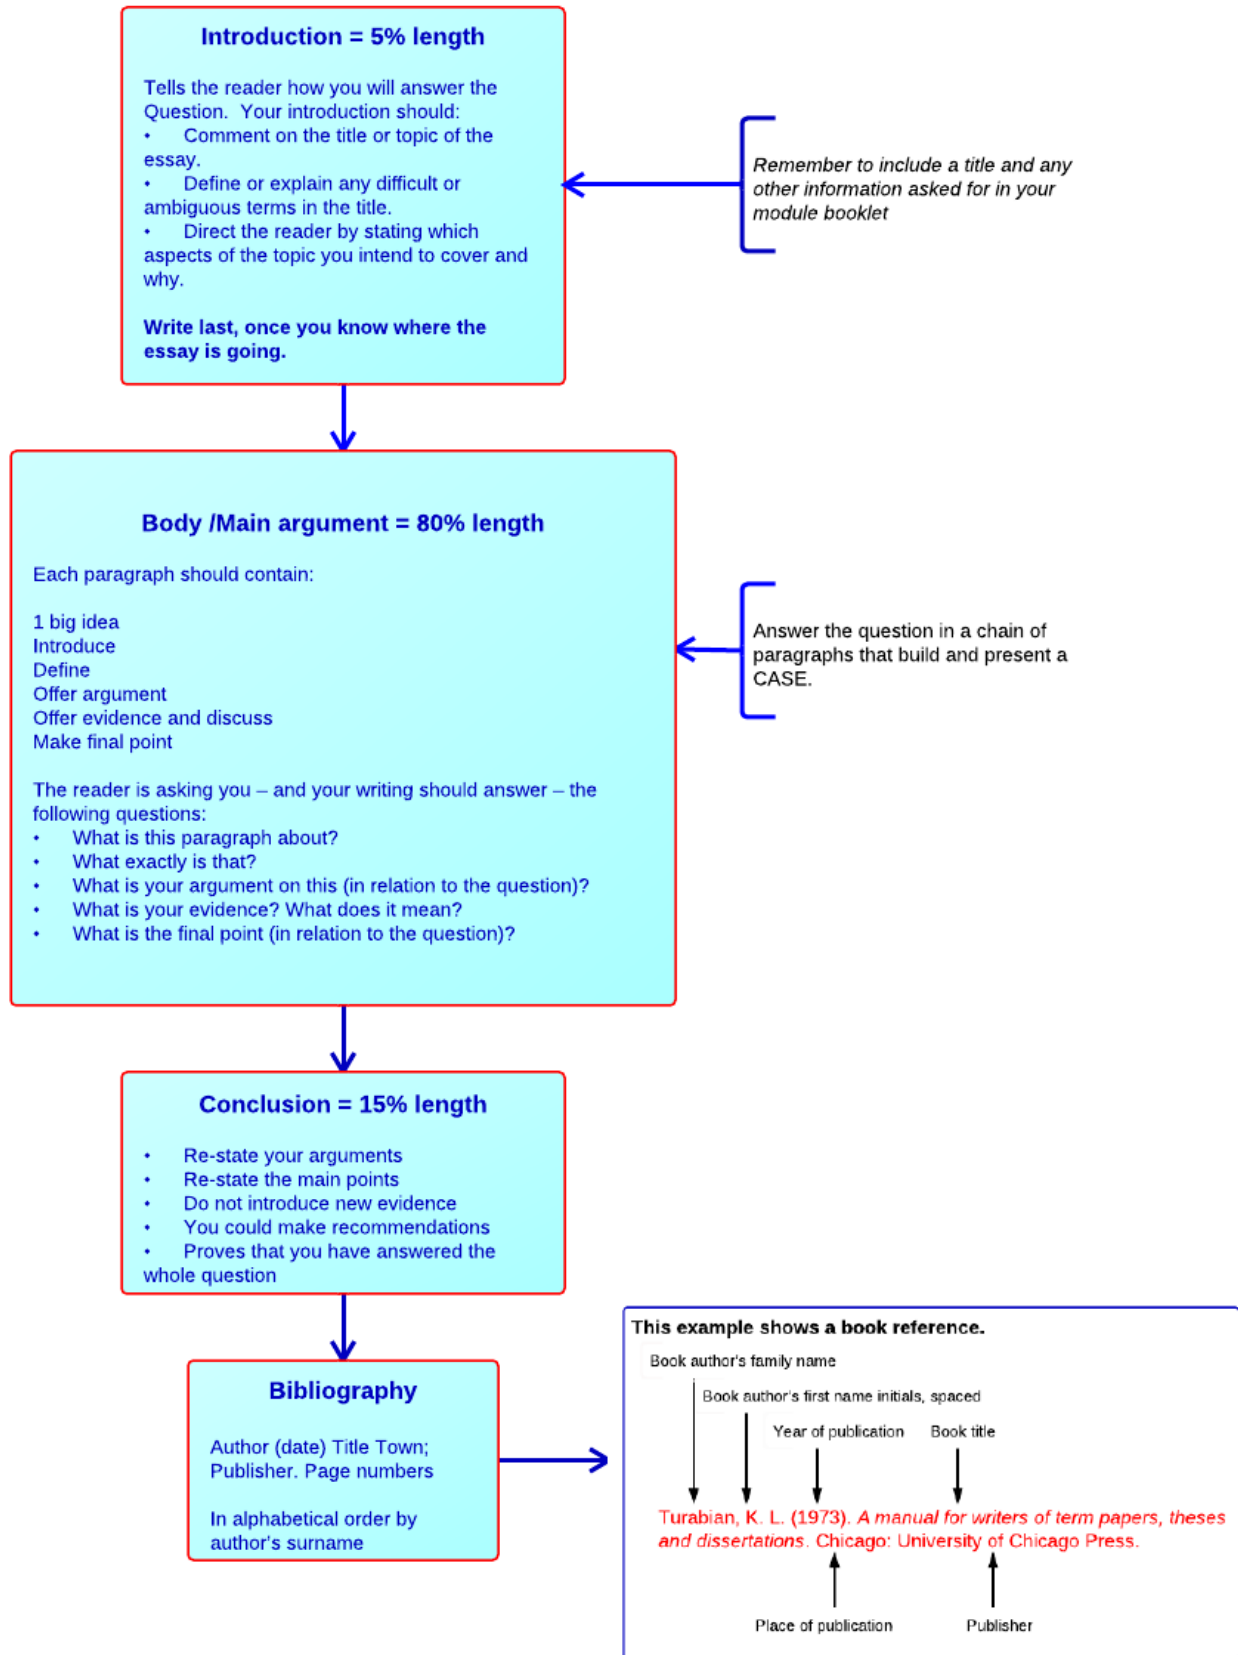 Introduction = 5% length
Tells the reader how you will answer the
Question.  Your introduction should:
•      Comment on the title or topic of the
essay.
•      Define or explain any difficult or
ambiguous terms in the title.
•      Direct the reader by stating which
aspects of the topic you intend to cover and
why.
Write last, once you know where the
essay is going.
Remember to include a title and any
other information asked for in your
module booklet
Body /Main argument = 80% length
Each paragraph should contain:
1 big idea
Introduce
Define
Offer argument
Offer evidence and discuss
Make final point
The reader is asking you – and your writing should answer – the
following questions:
•      What is this paragraph about?
•      What exactly is that?
•      What is your argument on this (in relation to the question)?
•      What is your evidence? What does it mean?
•      What is the final point (in relation to the question)?
Answer the question in a chain of
paragraphs that build and present a
CASE.
Conclusion = 15% length
•      Re-state your arguments
•      Re-state the main points
•      Do not introduce new evidence
•      You could make recommendations
•      Proves that you have answered the
whole question
Bibliography
Author (date) Title Town;
Publisher. Page numbers
In alphabetical order by
author's surname
This example shows a book reference.
Book author's family name
Book author's first name initials, spaced
Year of publication
Book title
Turabian, K. L. (1973). A manual for writers of term papers, theses
and dissertations. Chicago: University of Chicago Press.
Place of publication
Publisher